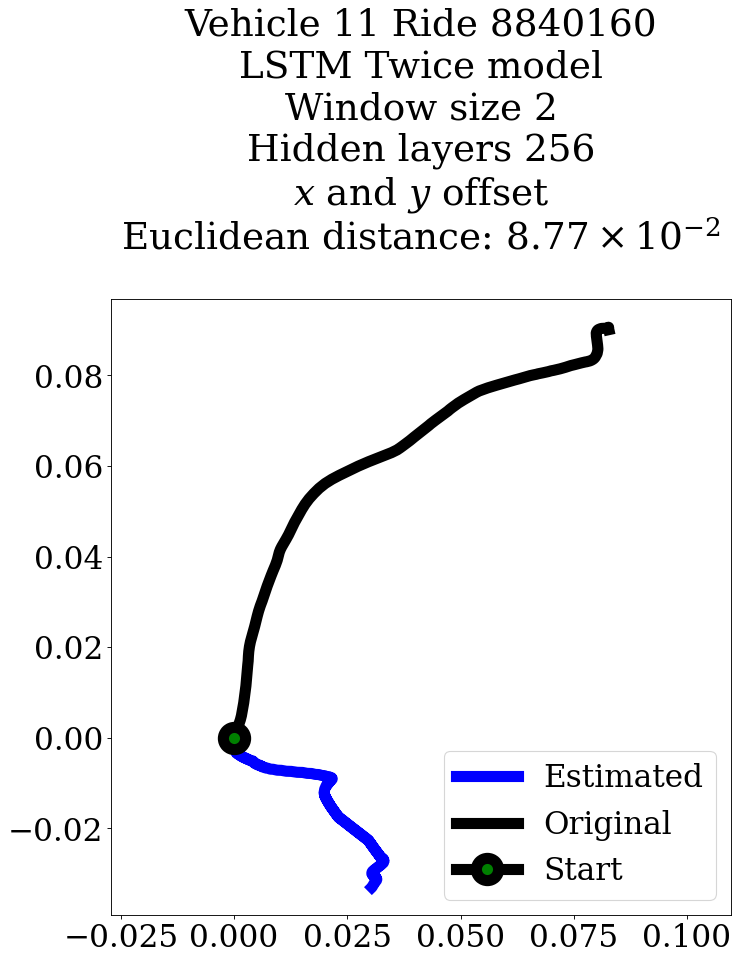 Vehicle 11 Ride 8840160
LSTM Twice model
Window size 2
Hidden layers 256
x and y offset
Euclidean distance: 8.77 × 10⁻²
0.08
0.06
0.04
0.02
0.00
−0.02
Estimated
Original
Start
−0.025 0.000 0.025 0.050 0.075 0.100